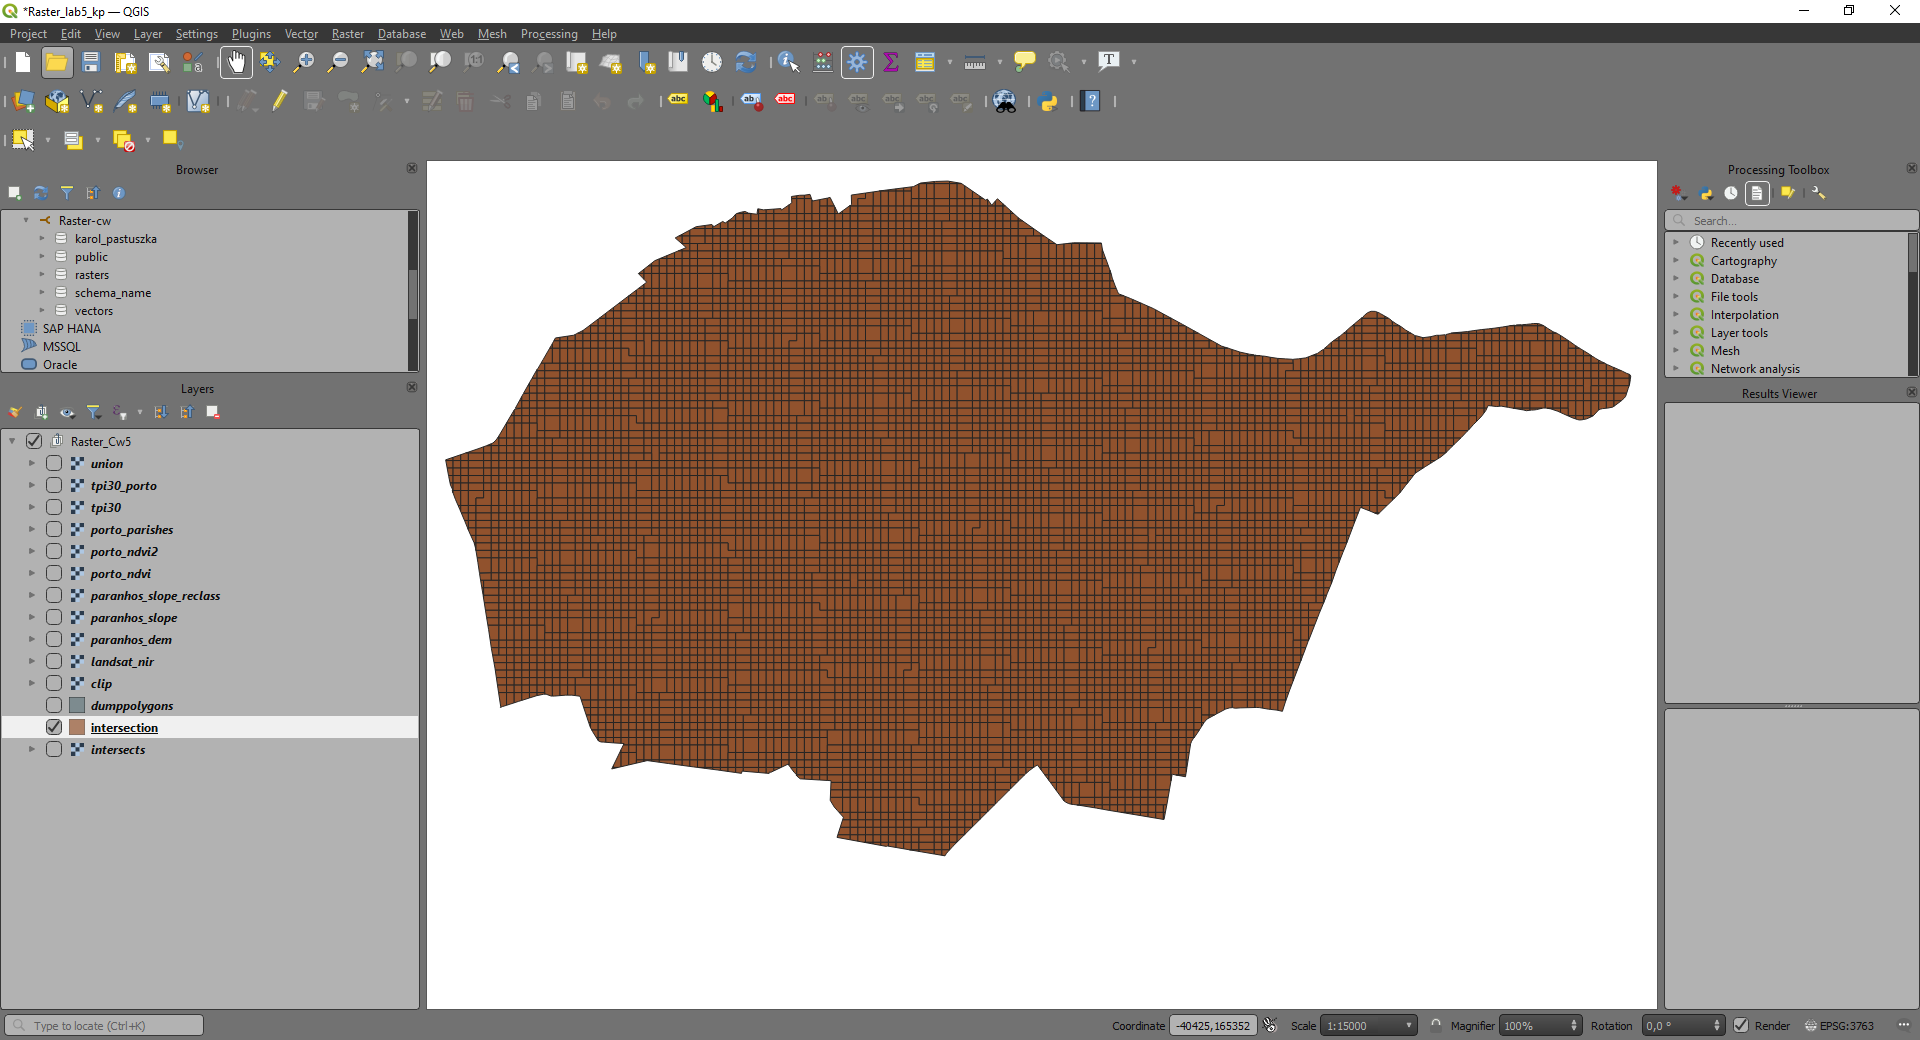 *Raster_lab5_kp — QGIS
Project Edit View Layer Settings Plugins Vector Raster Database Web Mesh Processing Help
Browser
Raster-cw
karol_pastuszka
public
rasters
schema_name
vectors
SAP HANA
MSSQL
Oracle
Layers
Raster_Cw5
union
tpi30_porto
tpi30
porto_parishes
porto_ndvi2
porto_ndvi
paranhos_slope_reclass
paranhos_slope
paranhos_dem
landsat_nir
clip
dumppolygons
intersection
intersects
Processing Toolbox
Search...
Recently used
Cartography
Database
File tools
Interpolation
Layer tools
Mesh
Network analysis
Results Viewer
Type to locate (Ctrl+K)
Coordinate -40425,165352 Scale 1:15000 Magnifier 100% Rotation 0,0 ° Render EPSG:3763